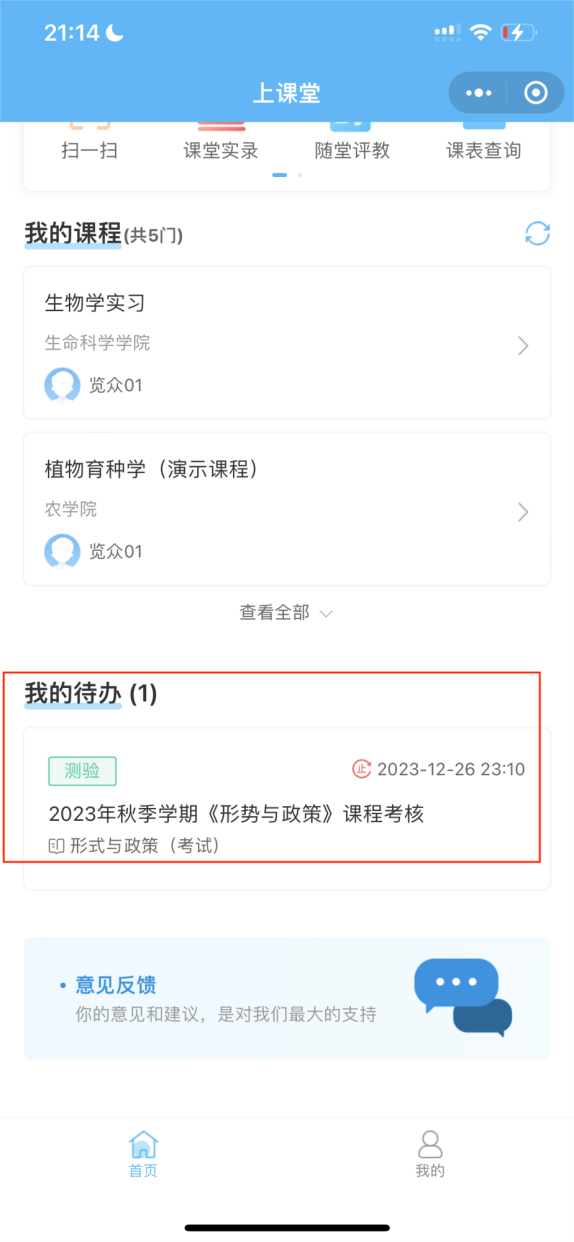 21:14
上课堂
扫一扫 课堂实录 随堂评教 课表查询
我的课程(共5门)
生物学实习
生命科学学院
览众01
植物育种学（演示课程）
农学院
览众01
查看全部
我的待办 (1)
测验 止 2023-12-26 23:10
2023年秋季学期《形势与政策》课程考核
形式与政策（考试）
• 意见反馈
你的意见和建议，是对我们最大的支持
首页 我的